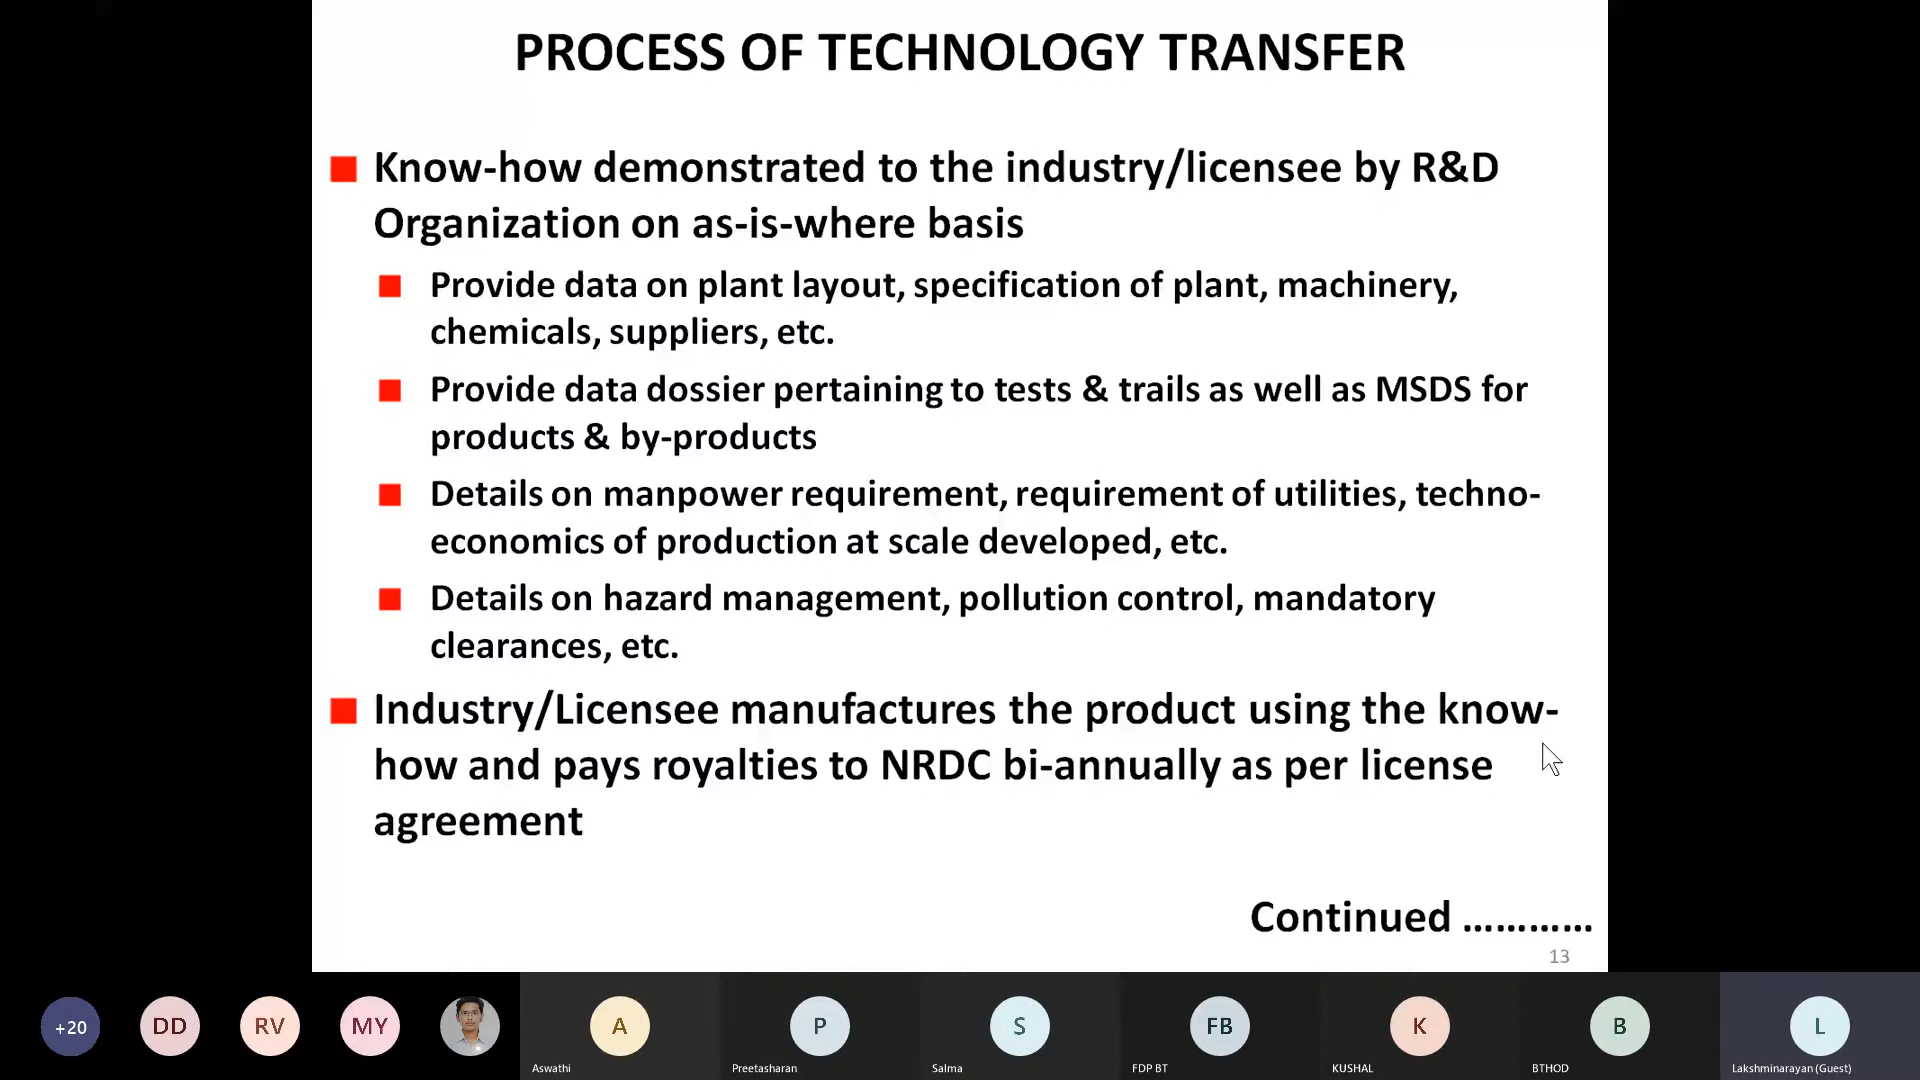 PROCESS OF TECHNOLOGY TRANSFER
Know-how demonstrated to the industry/licensee by R&D
Organization on as-is-where basis
Provide data on plant layout, specification of plant, machinery,
chemicals, suppliers, etc.
Provide data dossier pertaining to tests & trails as well as MSDS for
products & by-products
Details on manpower requirement, requirement of utilities, techno-
economics of production at scale developed, etc.
Details on hazard management, pollution control, mandatory
clearances, etc.
Industry/Licensee manufactures the product using the know-
how and pays royalties to NRDC bi-annually as per license
agreement
Continued ............
13
+20 DD RV MY A P S FB K B L
Aswathi Preetasharan Salma FDP BT KUSHAL BTHOD Lakshminarayan (Guest)